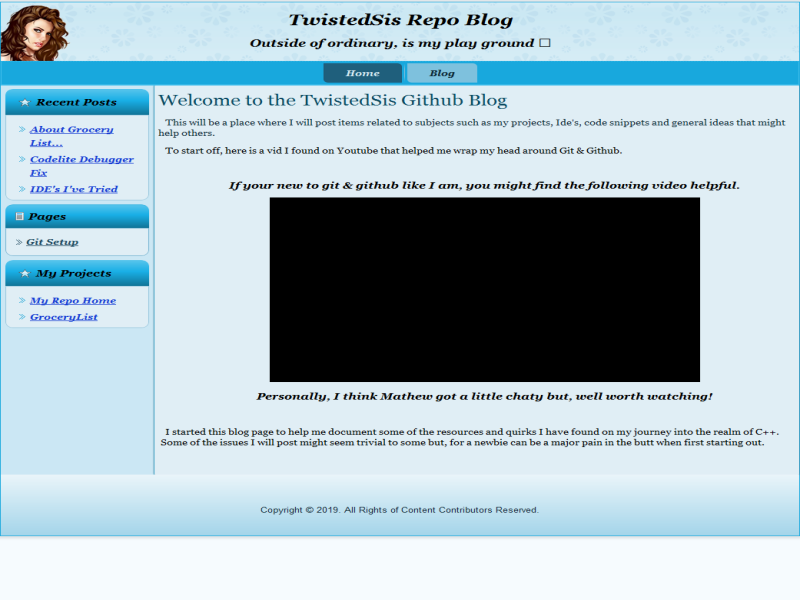 TwistedSis Repo Blog
Outside of ordinary, is my play ground □
Home
Blog
Recent Posts
About Grocery
List...
Codelite Debugger
Fix
IDE's I've Tried
Pages
Git Setup
My Projects
My Repo Home
GroceryList
Welcome to the TwistedSis Github Blog
This will be a place where I will post items related to subjects such as my projects, Ide's, code snippets and general ideas that might
help others.
To start off, here is a vid I found on Youtube that helped me wrap my head around Git & Github.
If your new to git & github like I am, you might find the following video helpful.
Personally, I think Mathew got a little chaty but, well worth watching!
I started this blog page to help me document some of the resources and quirks I have found on my journey into the realm of C++.
Some of the issues I will post might seem trivial to some but, for a newbie can be a major pain in the butt when first starting out.
Copyright © 2019. All Rights of Content Contributors Reserved.